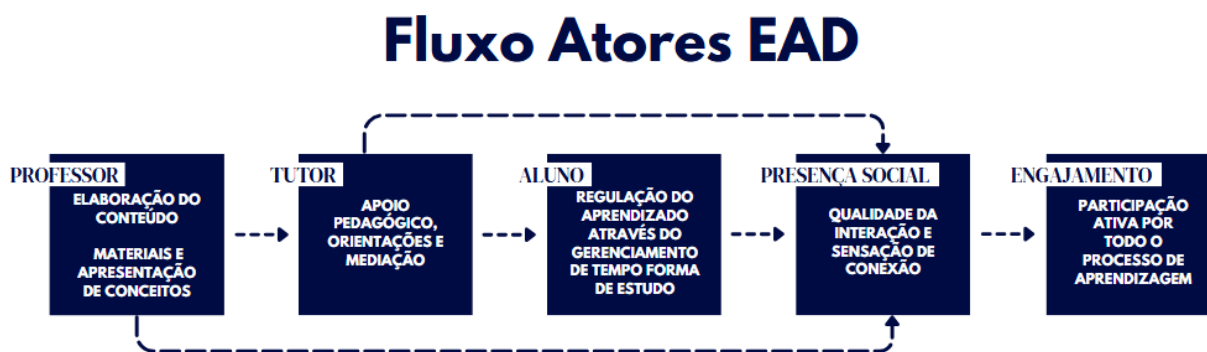 Fluxo Atores EAD
PROFESSOR
ELABORAÇÃO DO
CONTEÚDO
MATERIAIS E
APRESENTAÇÃO
DE CONCEITOS
TUTOR
APOIO
PEDAGÓGICO,
ORIENTAÇÕES E
MEDIAÇÃO
ALUNO
REGULAÇÃO DO
APRENDIZADO
ATRAVÉS DO
GERENCIAMENTO
DE TEMPO FORMA
DE ESTUDO
PRESENÇA SOCIAL
QUALIDADE DA
INTERAÇÃO E
SENSAÇÃO DE
CONEXÃO
ENGAJAMENTO
PARTICIPAÇÃO
ATIVA POR
TODO O
PROCESSO DE
APRENDIZAGEM